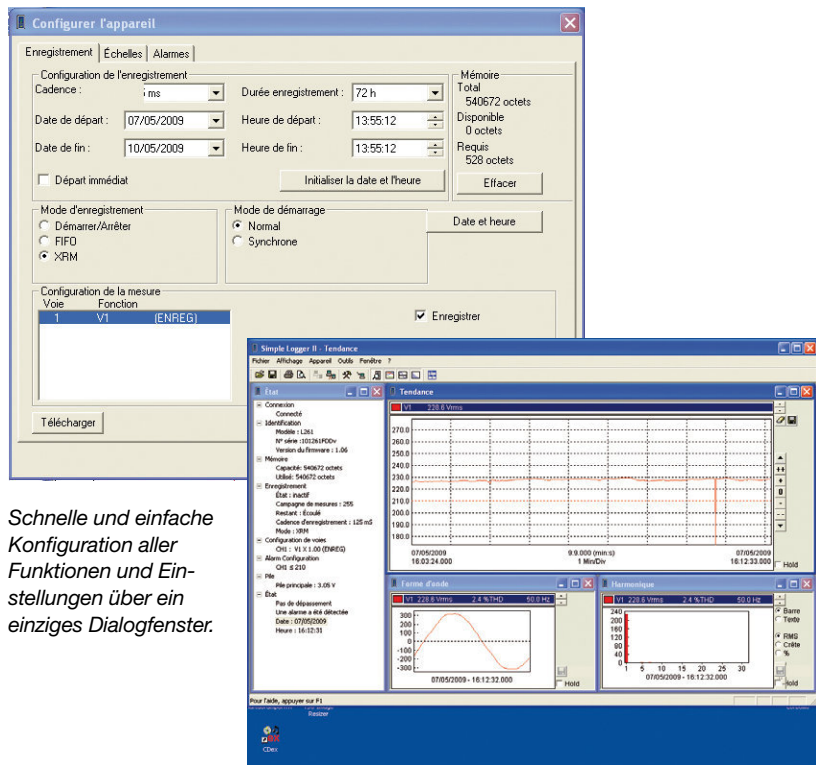 Configurer l'appareil
Enregistrement Échelles Alarmes
Configuration de l'enregistrement
Cadence : ms
Durée enregistrement : 72 h
Date de départ : 07/05/2009
Heure de départ : 13:55:12
Date de fin : 10/05/2009
Heure de fin : 13:55:12
Départ immédiat
Initialiser la date et l'heure
Mémoire
Total
540672 octets
Disponible
0 octets
Requis
528 octets
Effacer
Mode d'enregistrement
Démarrer/Arrêter
FIFO
XRM
Mode de démarrage
Normal
Synchrone
Date et heure
Configuration de la mesure
Voie Fonction
1 V1 (ENREG)
Enregistrer
Télécharger
Schnelle und einfache
Konfiguration aller
Funktionen und Ein-
stellungen über ein
einziges Dialogfenster.
Simple Logger II - Tendance
Fichier Affichage Appareil Outils Fenêtre ?
État
Connexion
Connecté
Identification
Modèle : L261
N° série :101261FDDv
Version du firmware : 1.06
Mémoire
Capacité: 540672 octets
Utilisé: 540672 octets
Enregistrement
État : inactif
Campagne de mesures : 255
Restant : Écoulé
Cadence d'enregistrement : 125 mS
Mode : XRM
Configuration de voies
CH1 : V1 X 1.00 (ENREG)
Alarm Configuration
CH1 ≤ 210
Pile
Pile principale : 3.05 V
État
Pas de dépassement
Une alarme a été détectée
Date : 07/05/2009
Heure : 16:12:31
Tendance
V1 228.6 Vrms
270.0
260.0
250.0
240.0
230.0
220.0
210.0
200.0
190.0
180.0
07/05/2009
16:03:24.000
9:9.000 (min:s)
1 Min/Div
07/05/2009
16:12:33.000
Hold
Forme d'onde
V1 228.6 Vrms 2.4 %THD 50.0 Hz
300
200
100
0
-100
-200
-300
07/05/2009 - 16:12:32.000
Hold
Harmonique
V1 228.6 Vrms 2.4 %THD 50.0 Hz
240
200
160
120
80
40
0
1 5 10 15 20 25 30
07/05/2009 - 16:12:32.000
Barre
Texte
RMS
Crête
%
Hold
Pour l'aide, appuyer sur F1
Resizer
CDex